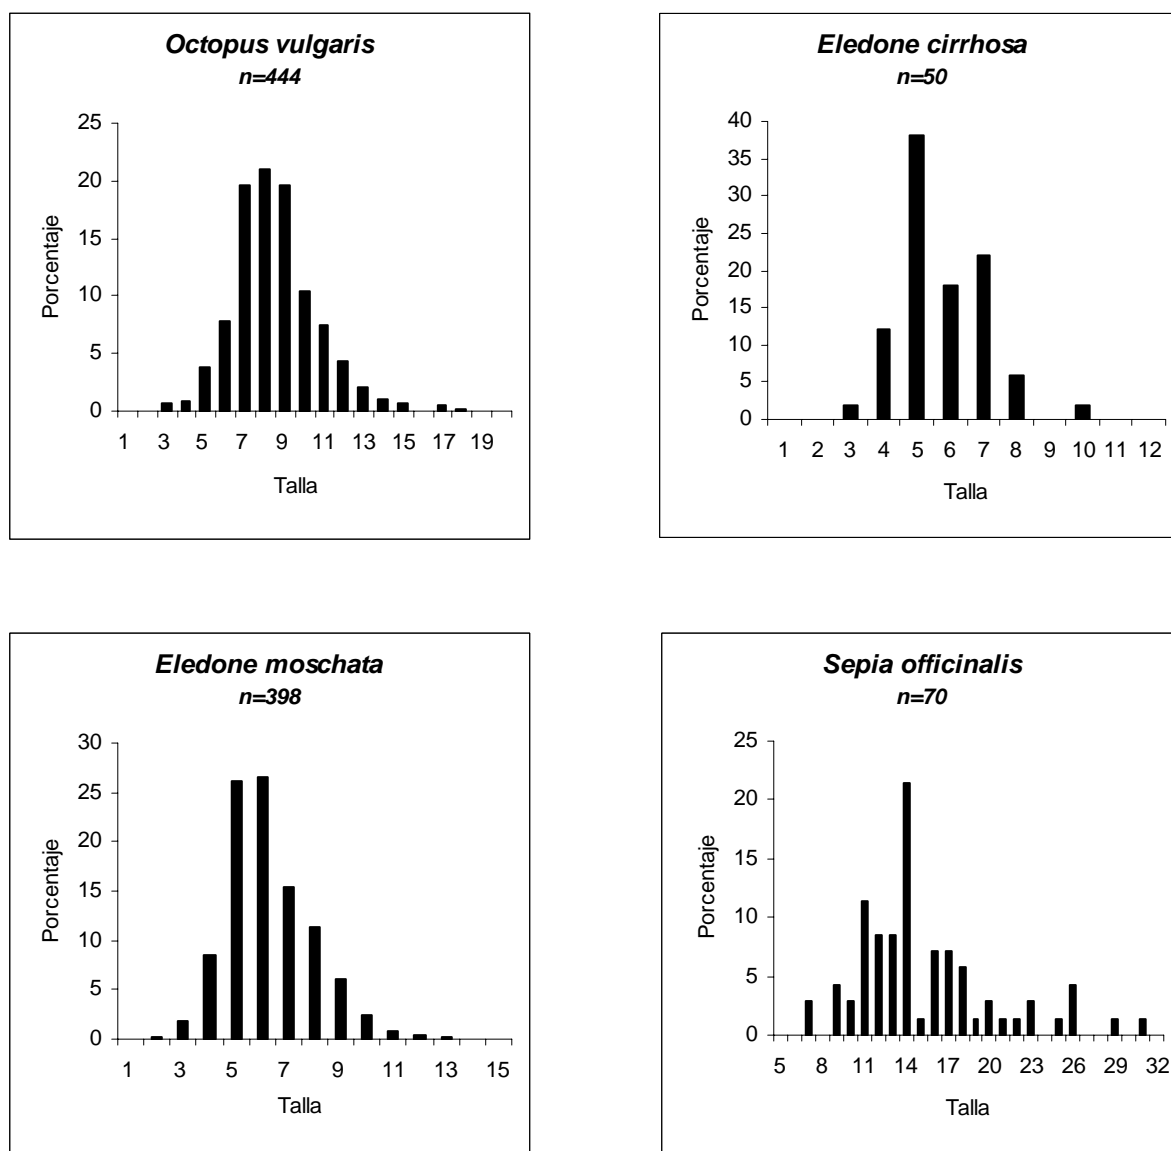 Octopus vulgaris
n=444
25
20
15
10
5
0
Porcentaje
1 3 5 7 9 11 13 15 17 19
Talla
Eledone cirrhosa
n=50
40
35
30
25
20
15
10
5
0
Porcentaje
1 2 3 4 5 6 7 8 9 10 11 12
Talla
Eledone moschata
n=398
30
25
20
15
10
5
0
Porcentaje
1 3 5 7 9 11 13 15
Talla
Sepia officinalis
n=70
25
20
15
10
5
0
Porcentaje
5 8 11 14 17 20 23 26 29 32
Talla